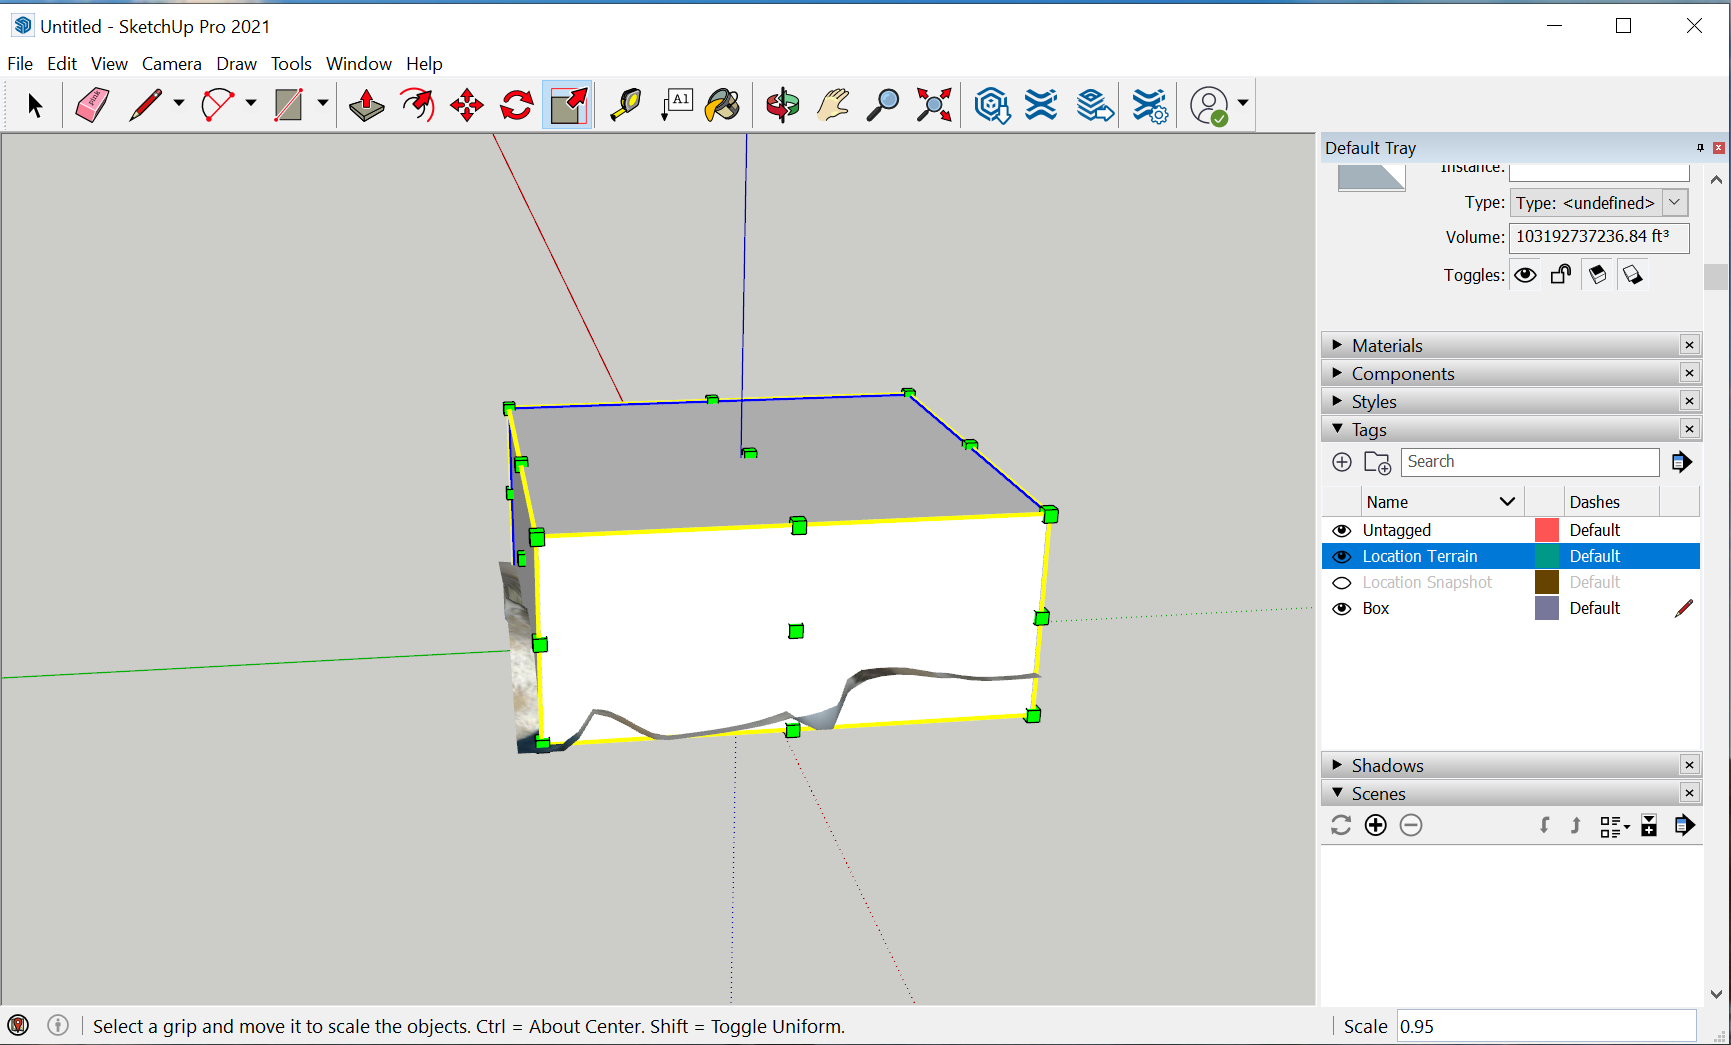 Untitled - SketchUp Pro 2021
File Edit View Camera Draw Tools Window Help
A1
Default Tray
Instance:
Type: Type: <undefined>
Volume: 103192737236.84 ft³
Toggles:
Materials
Components
Styles
Tags
Search
Name Dashes
Untagged Default
Location Terrain Default
Location Snapshot Default
Box Default
Shadows
Scenes
Select a grip and move it to scale the objects. Ctrl = About Center. Shift = Toggle Uniform.
Scale 0.95